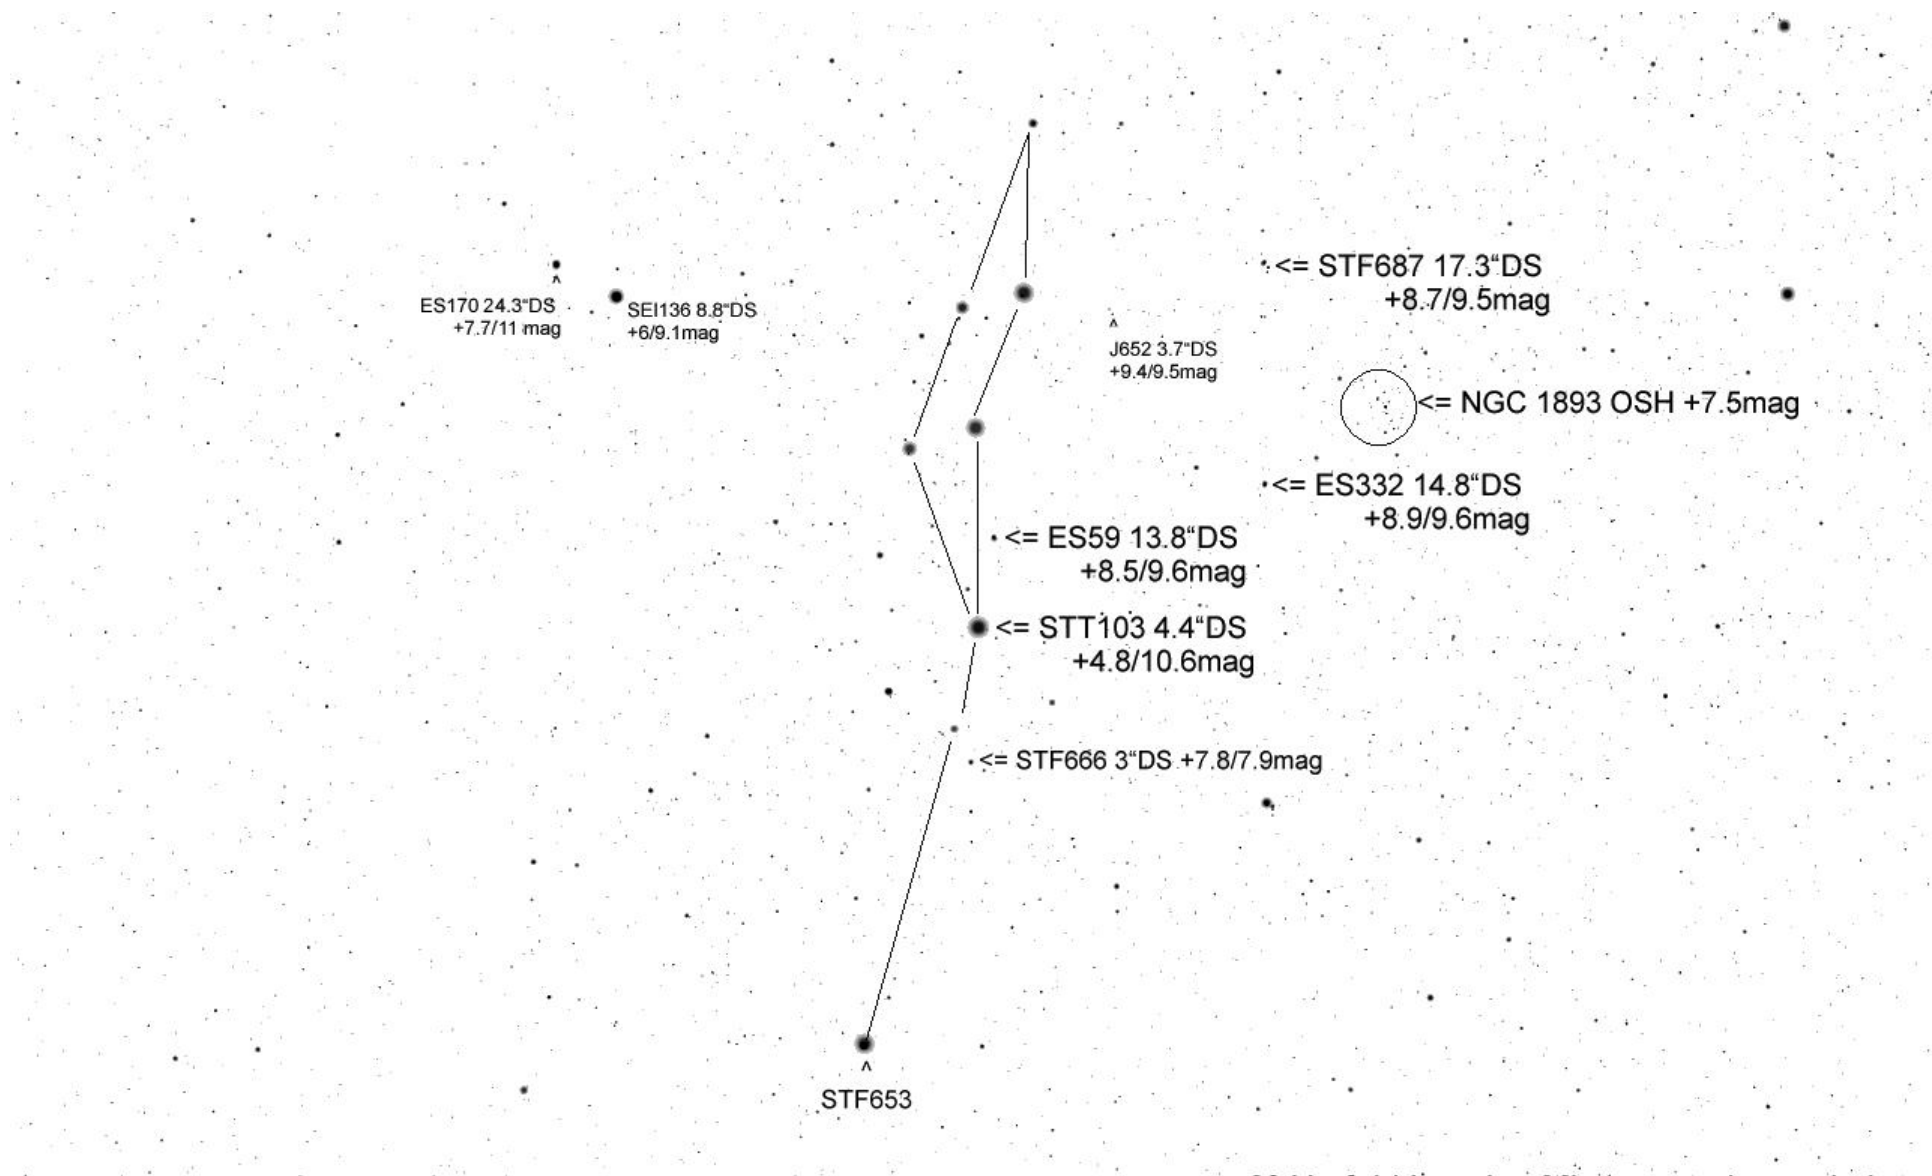 <= STF687 17.3“DS
+8.7/9.5mag
ES170 24.3“DS
+7.7/11 mag
SEI136 8.8“DS
+6/9.1mag
^
J652 3.7“DS
+9.4/9.5mag
<= NGC 1893 OSH +7.5mag
<= ES332 14.8“DS
+8.9/9.6mag
<= ES59 13.8“DS
+8.5/9.6mag
<= STT103 4.4“DS
+4.8/10.6mag
<= STF666 3“DS +7.8/7.9mag
^
STF653